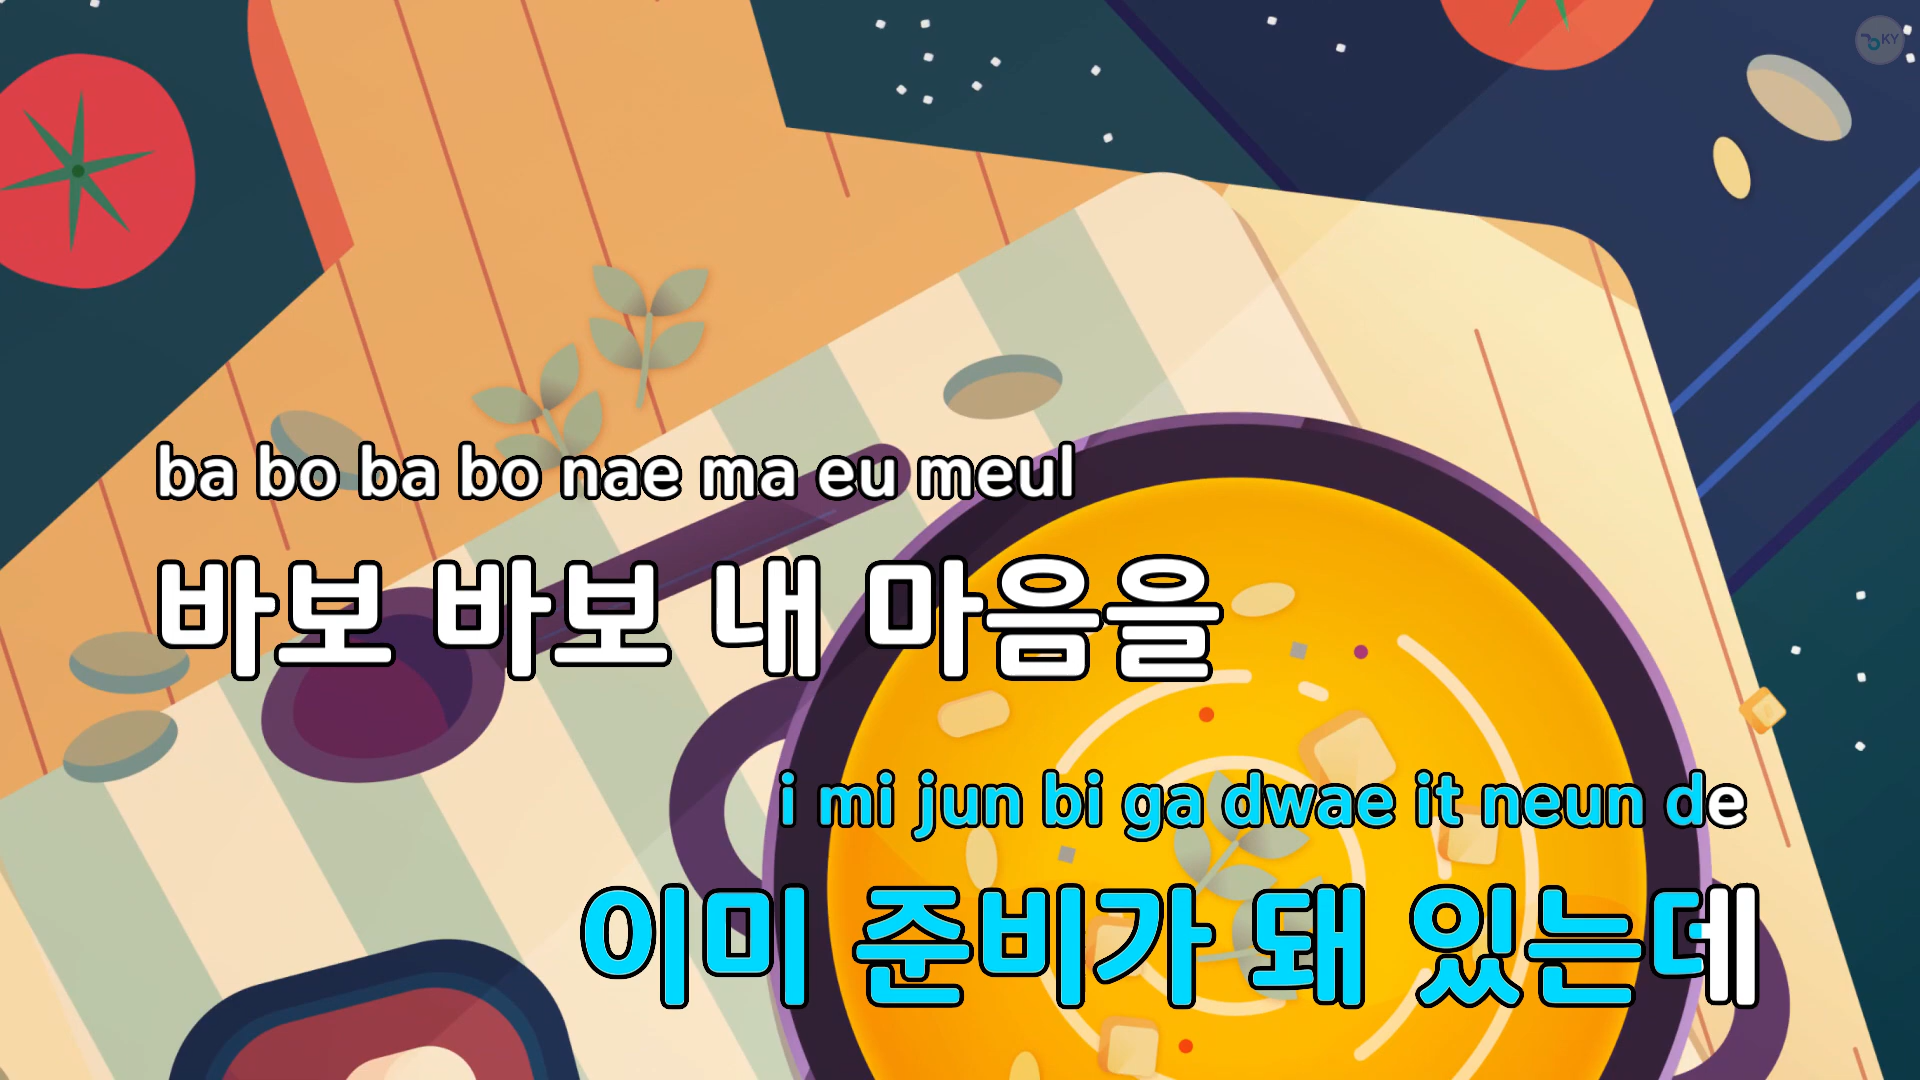 KY
ba bo ba bo nae ma eu meul
바보 바보 내 마음을
i mi jun bi ga dwae it neun de
이미 준비가 돼 있는데